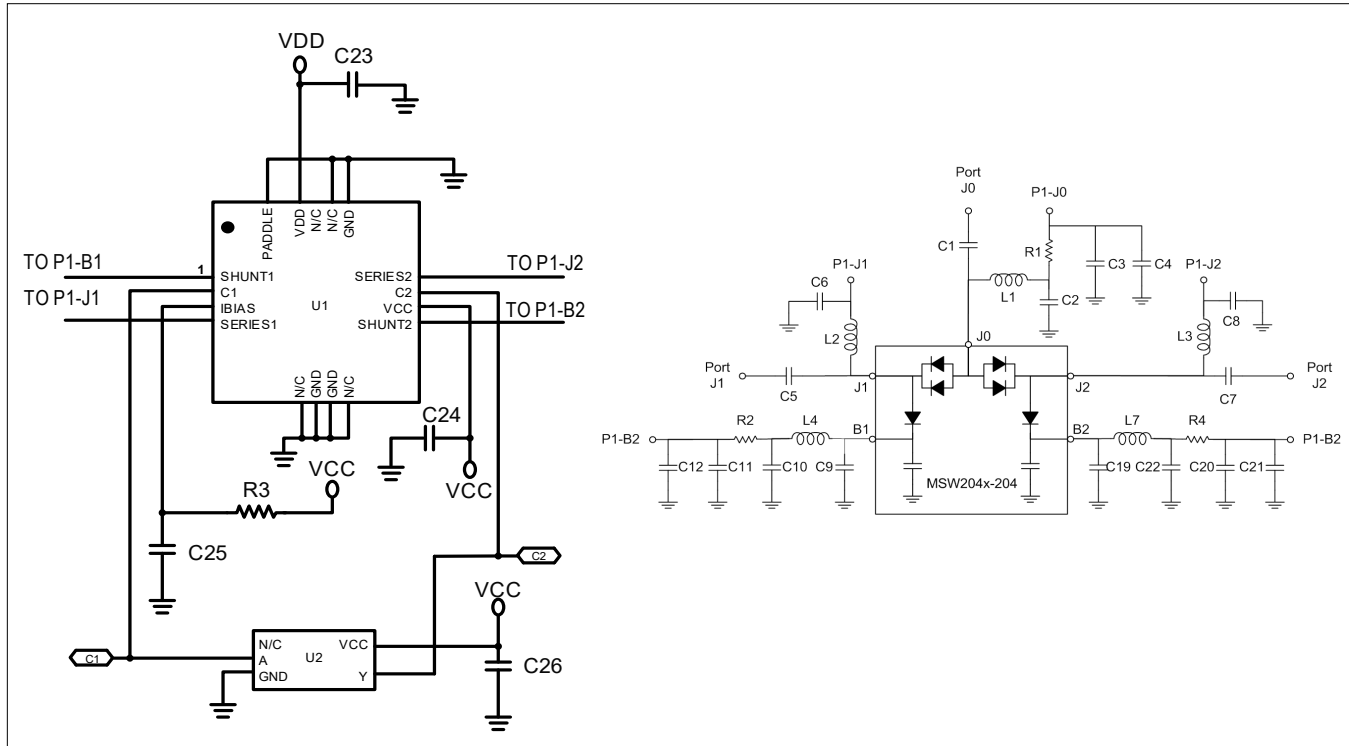 VDD
C23
PADDLE
VDD
N/C
N/C
GND
TO P1-B1
1
SHUNT1
C1
IBIAS
SERIES1
TO P1-J1
U1
SERIES2
C2
VCC
SHUNT2
TO P1-J2
TO P1-B2
N/C
GND
GND
N/C
C24
VCC
VCC
R3
C25
C2
VCC
C1
N/C
A
GND
U2
VCC
Y
C26
Port
J0
P1-J0
C1
R1
C3
C4
L1
C2
P1-J1
C6
L2
P1-J2
C8
L3
J0
Port
J1
C5
J1
J2
C7
Port
J2
P1-B2
R2
L4
B1
B2
L7
R4
P1-B2
C12
C11
C10
C9
C19
C22
C20
C21
MSW204x-204